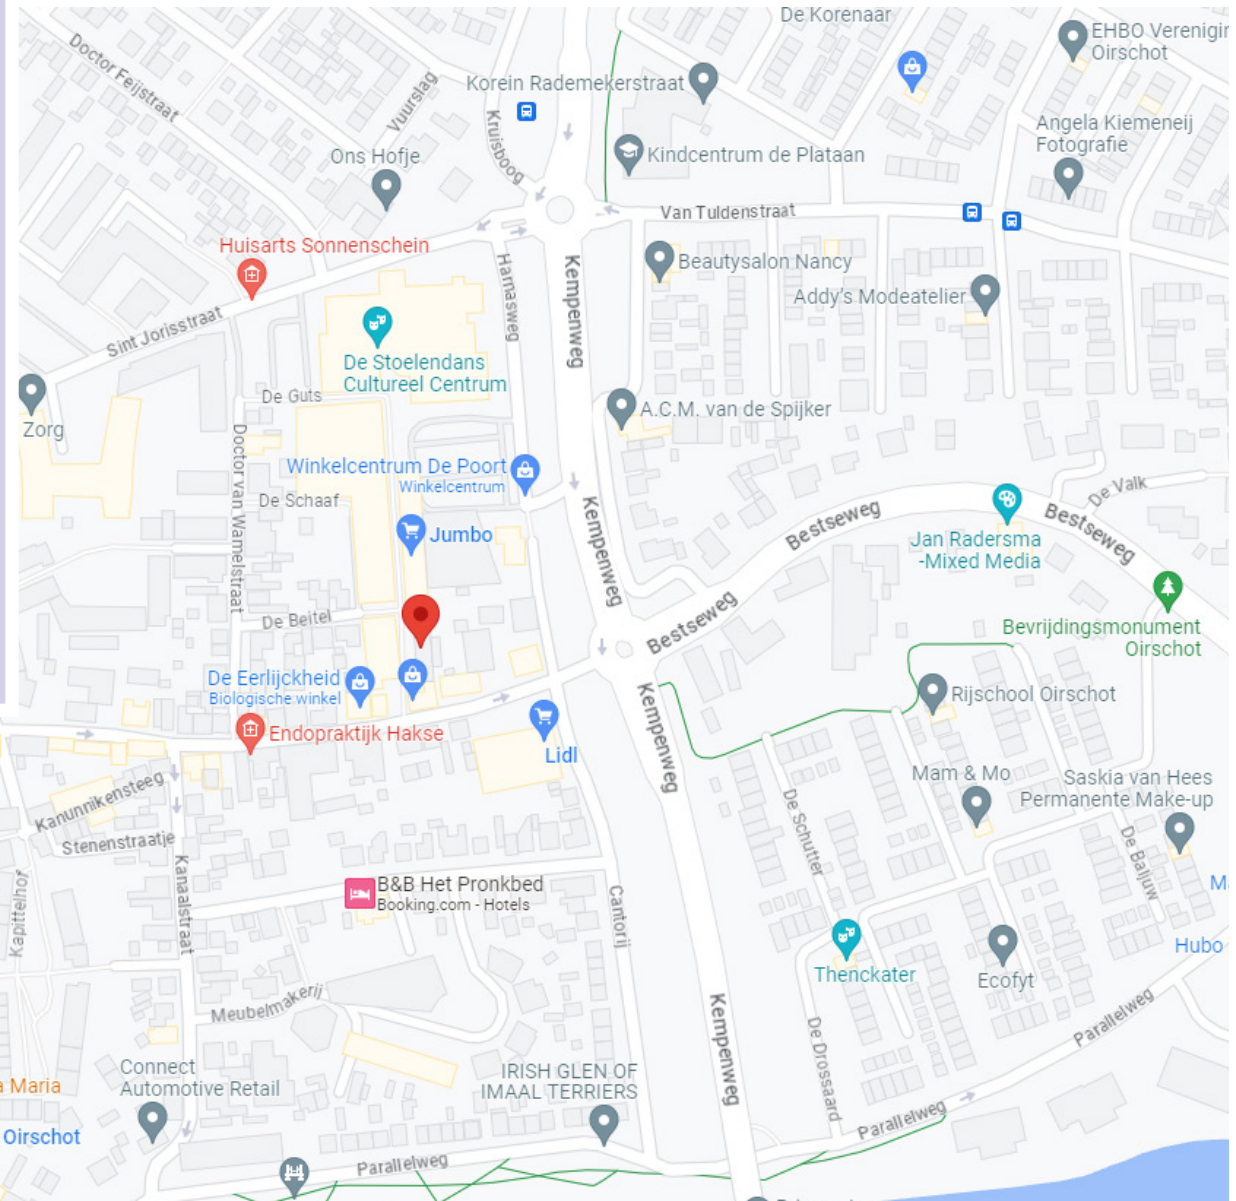 De Korenaar
EHBO Verenigir
Oirschot
Doctor Feijstraat
Vuurslag
Korein Rademekerstraat
Kruisboog
Angela Kiemeneij
Fotografie
Ons Hofje
Kindcentrum de Plataan
Van Tuldenstraat
Huisarts Sonnenschein
Harnasweg
Kempenweg
Beautysalon Nancy
Addy's Modeatelier
Sint Jorisstraat
De Stoelendans
Cultureel Centrum
De Guts
Zorg
A.C.M. van de Spijker
Doctor van Wamelstraat
Winkelcentrum De Poort
Winkelcentrum
De Schaaf
Jumbo
Kempenweg
Bestseweg
De Valk
Bestseweg
Jan Radersma
-Mixed Media
De Beitel
Bestseweg
Bevrijdingsmonument
Oirschot
De Eerlijckheid
Biologische winkel
Rijschool Oirschot
Endopraktijk Hakse
Lidl
Kempenweg
Mam & Mo
Saskia van Hees
Permanente Make-up
De Schutter
Kanunnikensteeg
Stenenstraatje
De Baljuw
Kapittelhof
Kanaalstraat
B&B Het Pronkbed
Booking.com - Hotels
Cantorij
M
Hubo
Thenckater
Ecofyt
Meubelmakerij
Kempenweg
De Drossaard
Parallelweg
a Maria
Connect
Automotive Retail
IRISH GLEN OF
IMAAL TERRIERS
Oirschot
Parallelweg
Parallelweg